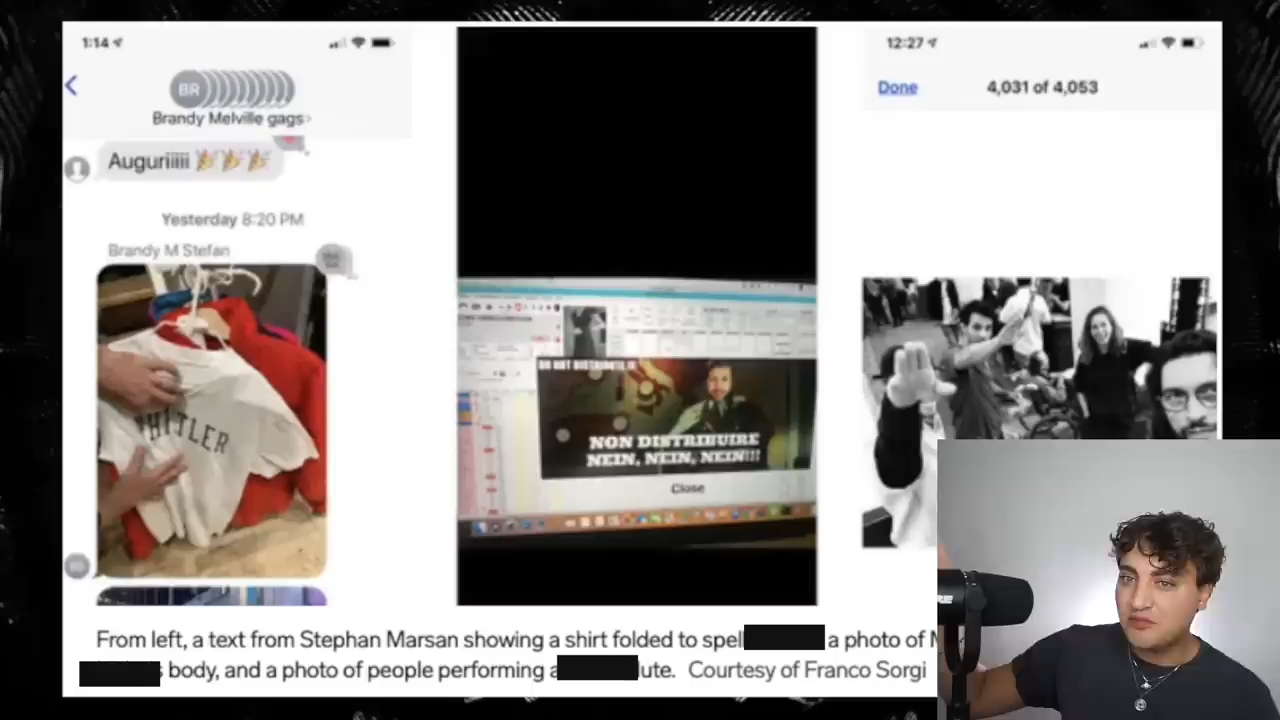 1:14
BR
Brandy Melville gags
Auguriiiii 🎉🎉🎉
Yesterday 8:20 PM
Brandy M Stefan
HITLER
NON DISTRIBUIRE
NEIN, NEIN, NEIN!!!
Close
12:27
Done
4,031 of 4,053
From left, a text from Stephan Marsan showing a shirt folded to spell a photo of
body, and a photo of people performing a ute. Courtesy of Franco Sorgi